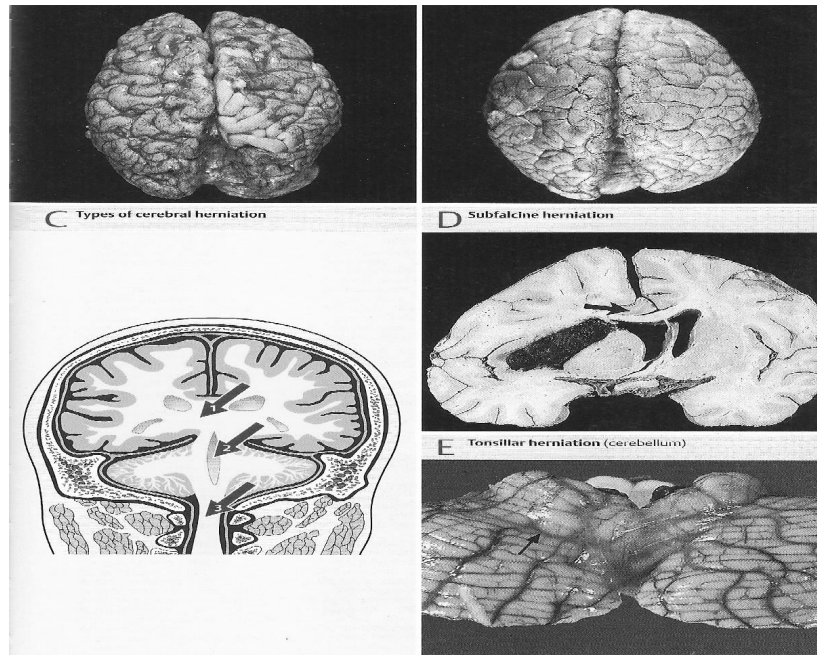 C Types of cerebral herniation
D Subfalcine herniation
1
2
3
E Tonsillar herniation (cerebellum)